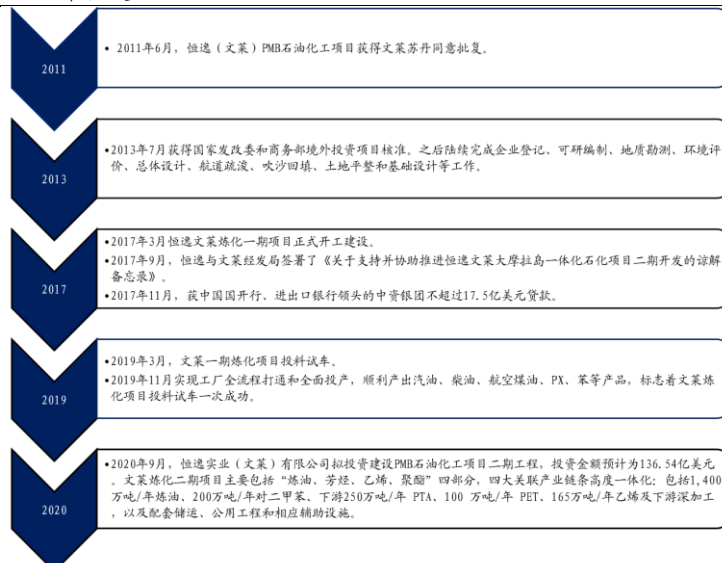 2011
• 2011年6月，恒逸（文莱）PMB石油化工项目获得文莱苏丹同意批复。
2013
•2013年7月获得国家发改委和商务部境外投资项目核准。之后陆续完成企业登记、可研编制、地质勘测、环境评
价、总体设计、航道疏浚、吹沙回填、土地平整和基础设计等工作。
2017
•2017年3月恒逸文莱炼化一期项目正式开工建设。
•2017年9月，恒逸与文莱经发局签署了《关于支持并协助推进恒逸文莱大摩拉岛一体化石化项目二期开发的谅解
备忘录》。
•2017年11月，获中国国开行、进出口银行领头的中资银团不超过17.5亿美元贷款。
2019
•2019年3月，文莱一期炼化项目投料试车。
•2019年11月实现工厂全流程打通和全面投产，顺利产出汽油、柴油、航空煤油、PX、苯等产品，标志着文莱炼
化项目投料试车一次成功。
2020
•2020年9月，恒逸实业（文莱）有限公司拟投资建设PMB石油化工项目二期工程，投资金额预计为136.54亿美元
。文莱炼化二期项目主要包括“炼油、芳烃、乙烯、聚酯”四部分，四大关联产业链条高度一体化；包括1,400
万吨/年炼油、200万吨/年对二甲苯、下游250万吨/年 PTA、100 万吨/年 PET、165万吨/年乙烯及下游深加工
，以及配套储运、公用工程和相应辅助设施。